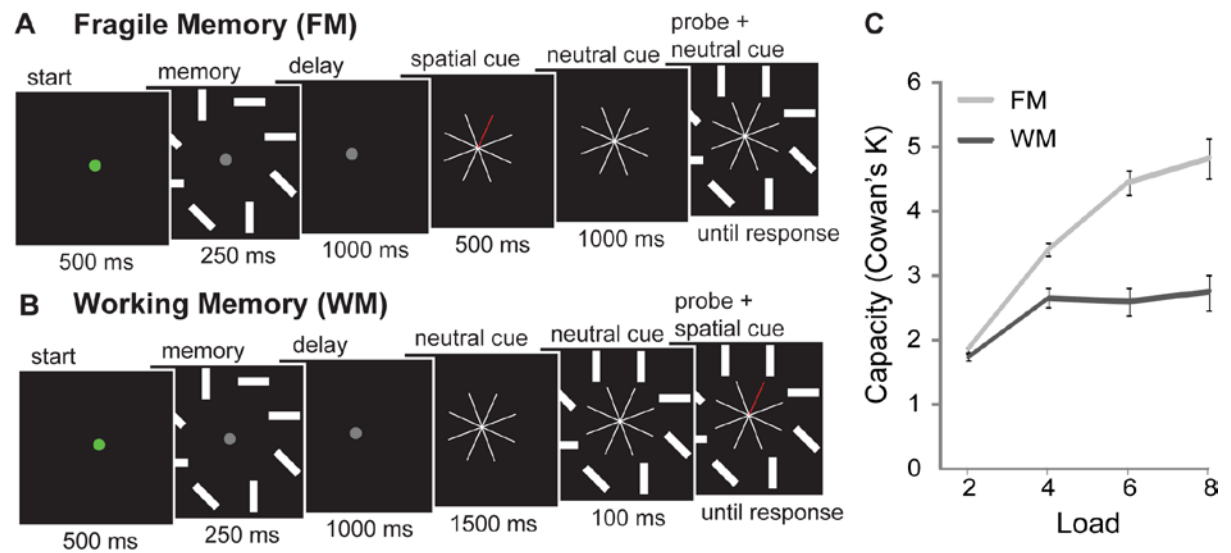 A Fragile Memory (FM)
start
memory
delay
spatial cue
neutral cue
probe +
neutral cue
500 ms
250 ms
1000 ms
500 ms
1000 ms
until response
B Working Memory (WM)
start
memory
delay
neutral cue
neutral cue
probe +
spatial cue
500 ms
250 ms
1000 ms
1500 ms
100 ms
until response
C
Capacity (Cowan's K)
6
5
4
3
2
1
0
FM
WM
2 4 6 8
Load